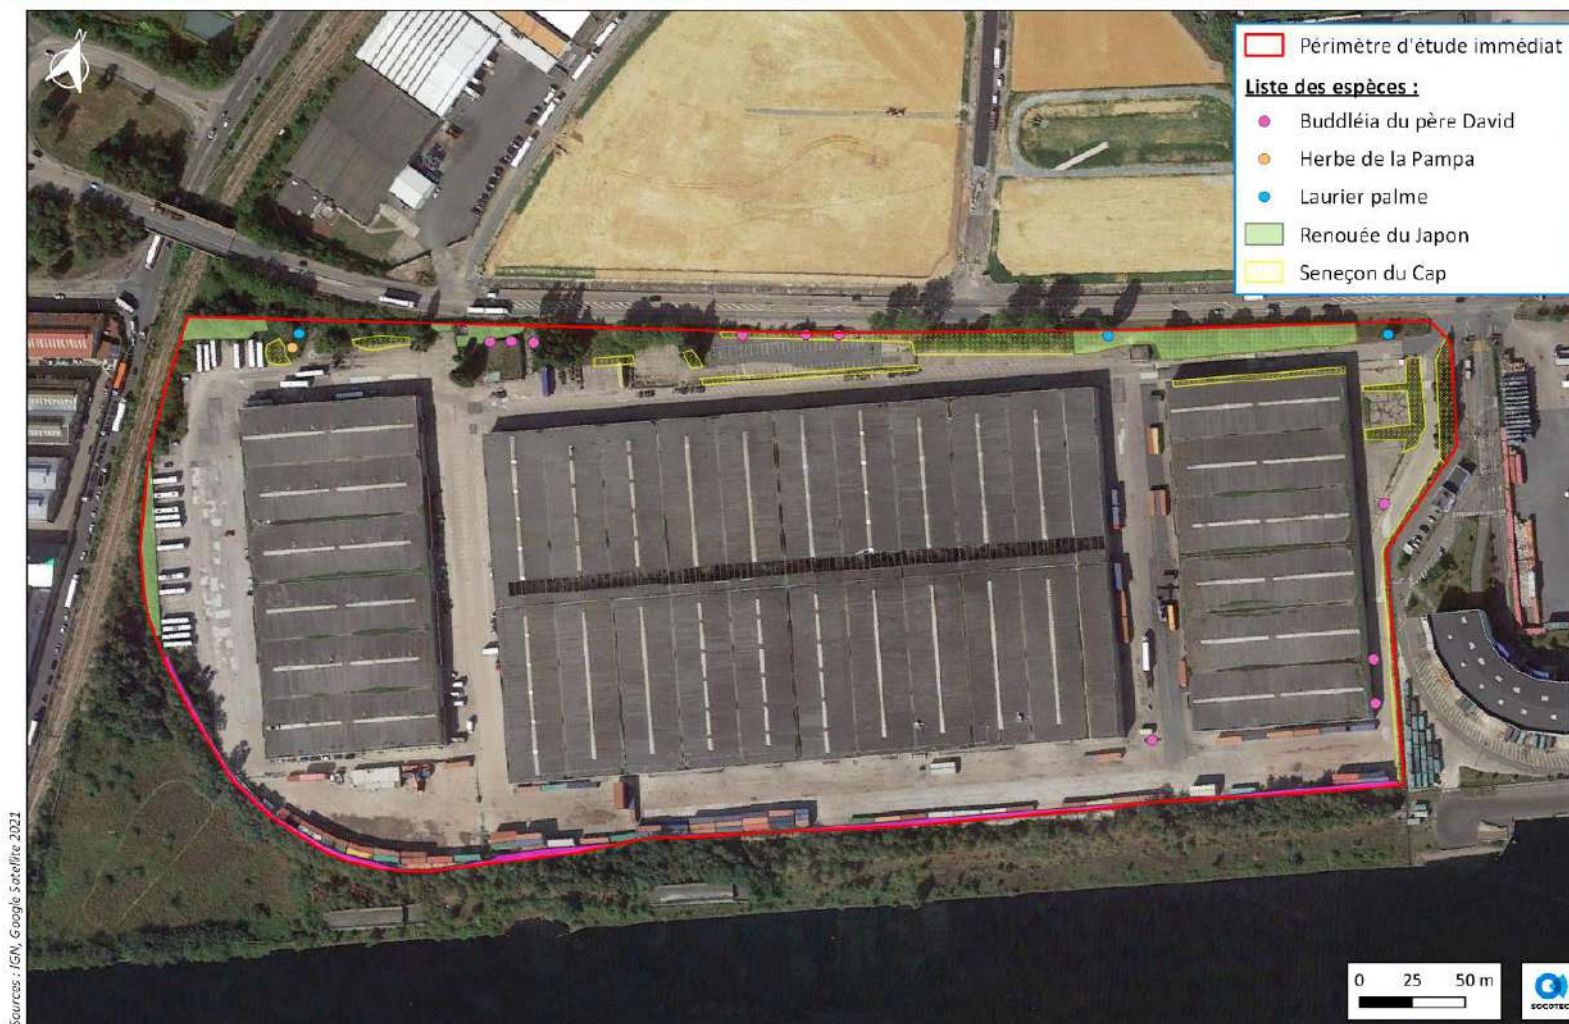 Périmètre d'étude immédiat
Liste des espèces :
Buddléia du père David
Herbe de la Pampa
Laurier palme
Renouée du Japon
Seneçon du Cap
Sources : IGN, Google Satellite 2021
0 25 50 m
SOCOTEC